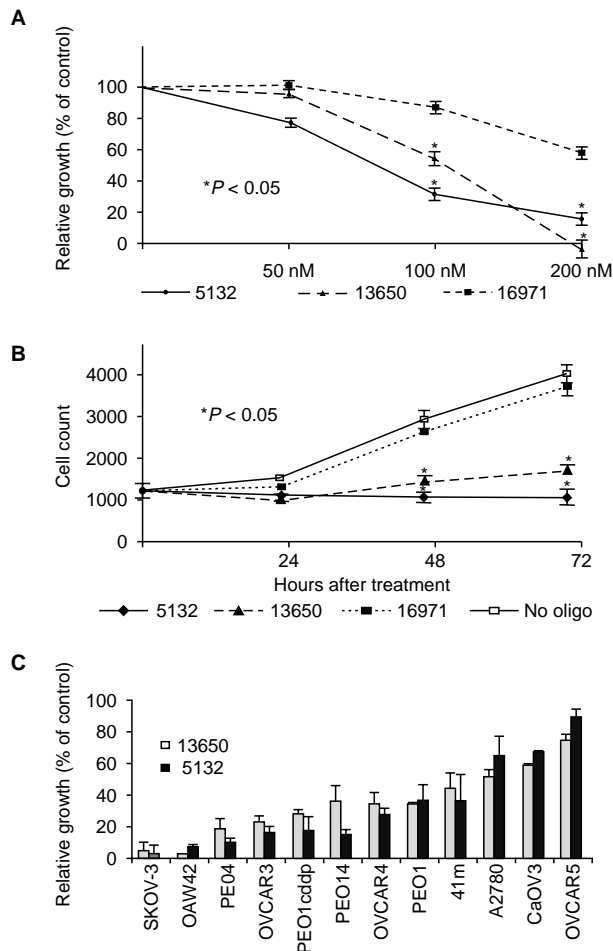 A
Relative growth (% of control)
100
80
60
40
20
0
*P < 0.05
*
*
*
*
50 nM 100 nM 200 nM
5132 13650 16971
B
Cell count
4000
3000
2000
1000
0
*P < 0.05
*
*
*
*
24 48 72
Hours after treatment
5132 13650 16971 No oligo
C
Relative growth (% of control)
100
80
60
40
20
0
13650
5132
SKOV-3
OAW42
PE04
OVCAR3
PEO1cddp
PEO14
OVCAR4
PEO1
41m
A2780
CaOV3
OVCAR5